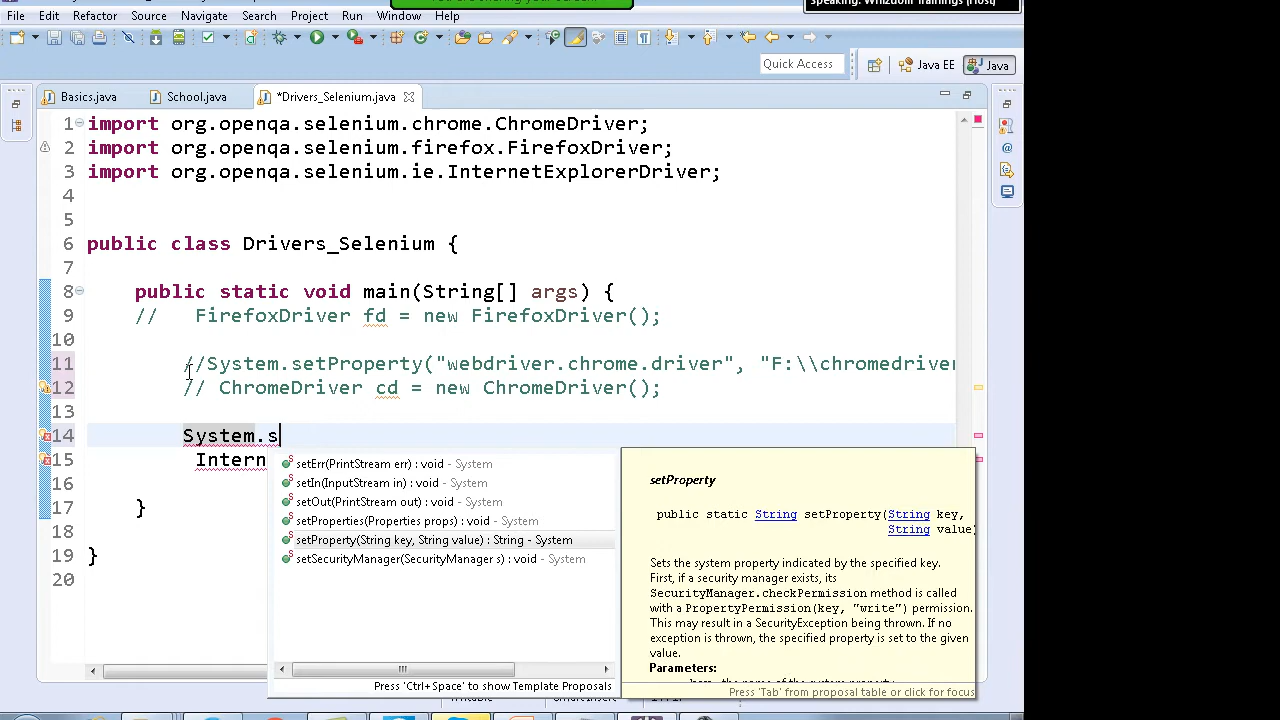 Speaking: Whizdom Trainings (Host)
File Edit Refactor Source Navigate Search Project Run Window Help
Quick Access
Java EE
Java
Basics.java
School.java
*Drivers_Selenium.java
1 import org.openqa.selenium.chrome.ChromeDriver;
2 import org.openqa.selenium.firefox.FirefoxDriver;
3 import org.openqa.selenium.ie.InternetExplorerDriver;
4
5
6 public class Drivers_Selenium {
7
8 public static void main(String[] args) {
9 // FirefoxDriver fd = new FirefoxDriver();
10
11 //System.setProperty("webdriver.chrome.driver", "F:\\chromedriver
12 // ChromeDriver cd = new ChromeDriver();
13
14 System.s
15 Intern
16
17 }
18
19 }
20
setErr(PrintStream err) : void - System
setIn(InputStream in) : void - System
setOut(PrintStream out) : void - System
setProperties(Properties props) : void - System
setProperty(String key, String value) : String - System
setSecurityManager(SecurityManager s) : void - System
Press 'Ctrl+Space' to show Template Proposals
setProperty
public static String setProperty(String key,
String value)
Sets the system property indicated by the specified key.
First, if a security manager exists, its
SecurityManager.checkPermission method is called
with a PropertyPermission(key, "write") permission.
This may result in a SecurityException being thrown. If no
exception is thrown, the specified property is set to the given
value.
Parameters:
Press 'Tab' from proposal table or click for focus